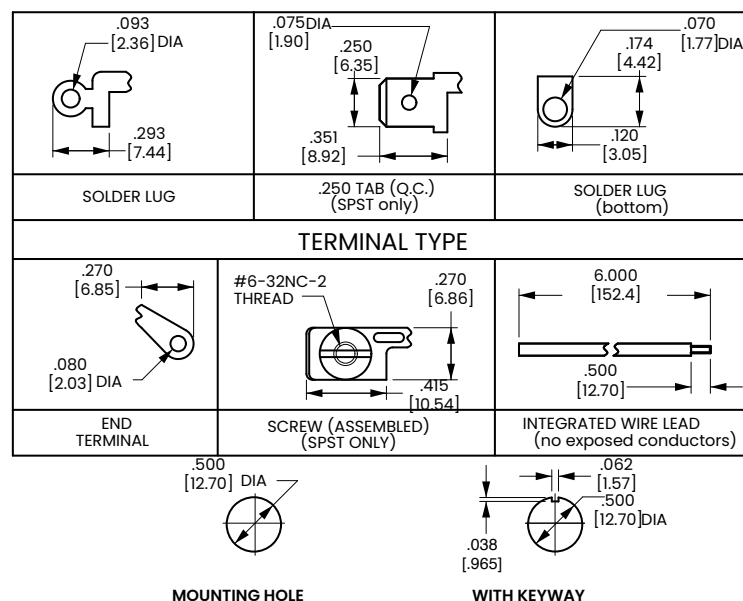 .093
[2.36] DIA
.293
[7.44]
SOLDER LUG
.075DIA
[1.90]
.250
[6.35]
.351
[8.92]
.250 TAB (Q.C.)
(SPST only)
.070
[1.77]DIA
.174
[4.42]
.120
[3.05]
SOLDER LUG
(bottom)
TERMINAL TYPE
.270
[6.85]
.080
[2.03] DIA
END
TERMINAL
#6-32NC-2
THREAD
.270
[6.86]
.415
[10.54]
SCREW (ASSEMBLED)
(SPST ONLY)
6.000
[152.4]
.500
[12.70]
INTEGRATED WIRE LEAD
(no exposed conductors)
.500
[12.70] DIA
MOUNTING HOLE
.062
[1.57]
.500
[12.70]DIA
.038
[.965]
WITH KEYWAY